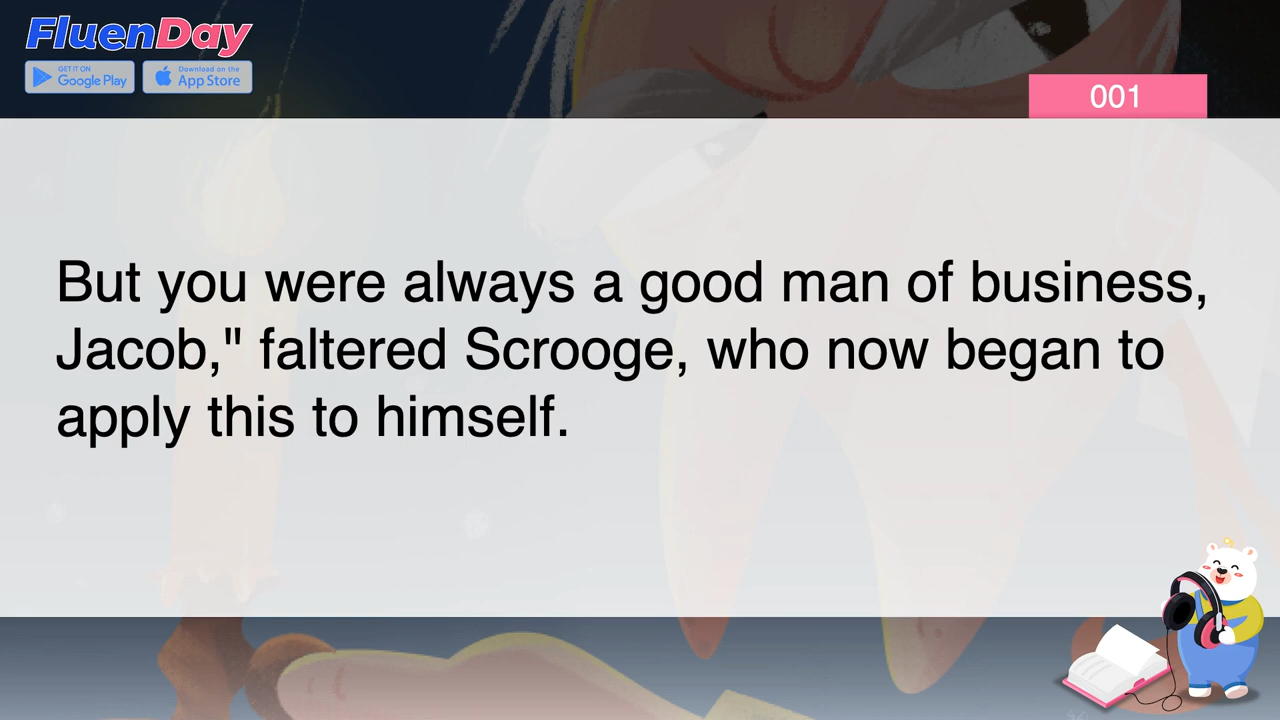 FluenDay
GET IT ON
Google Play
Download on the
App Store
001
But you were always a good man of business,
Jacob," faltered Scrooge, who now began to
apply this to himself.